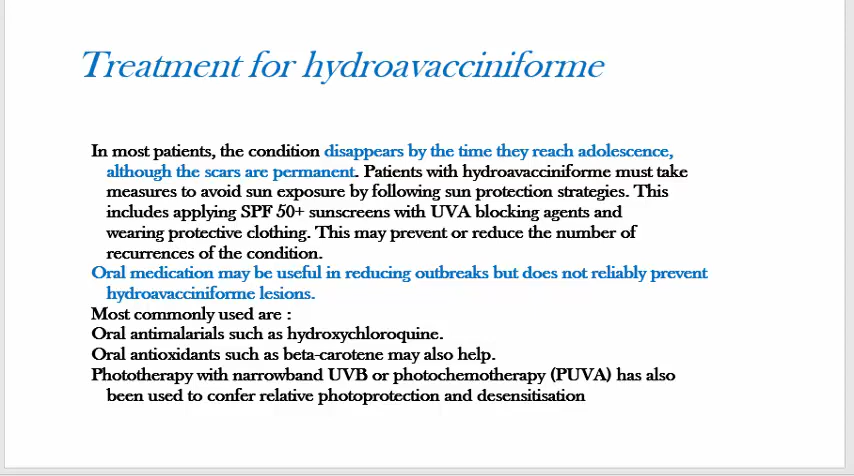 Treatment for hydroavacciniforme
In most patients, the condition disappears by the time they reach adolescence,
although the scars are permanent. Patients with hydroavacciniforme must take
measures to avoid sun exposure by following sun protection strategies. This
includes applying SPF 50+ sunscreens with UVA blocking agents and
wearing protective clothing. This may prevent or reduce the number of
recurrences of the condition.
Oral medication may be useful in reducing outbreaks but does not reliably prevent
hydroavacciniforme lesions.
Most commonly used are :
Oral antimalarials such as hydroxychloroquine.
Oral antioxidants such as beta-carotene may also help.
Phototherapy with narrowband UVB or photochemotherapy (PUVA) has also
been used to confer relative photoprotection and desensitisation